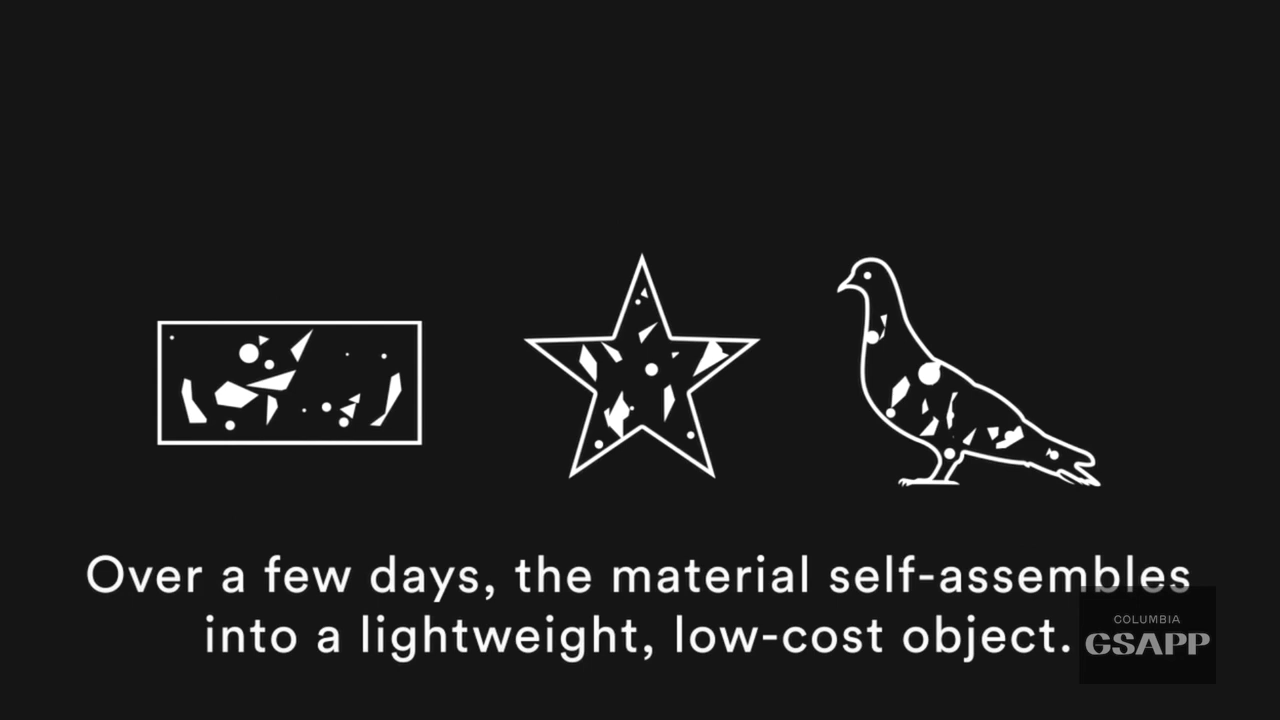 Over a few days, the material self-assembles
into a lightweight, low-cost object.
COLUMBIA
GSAPP